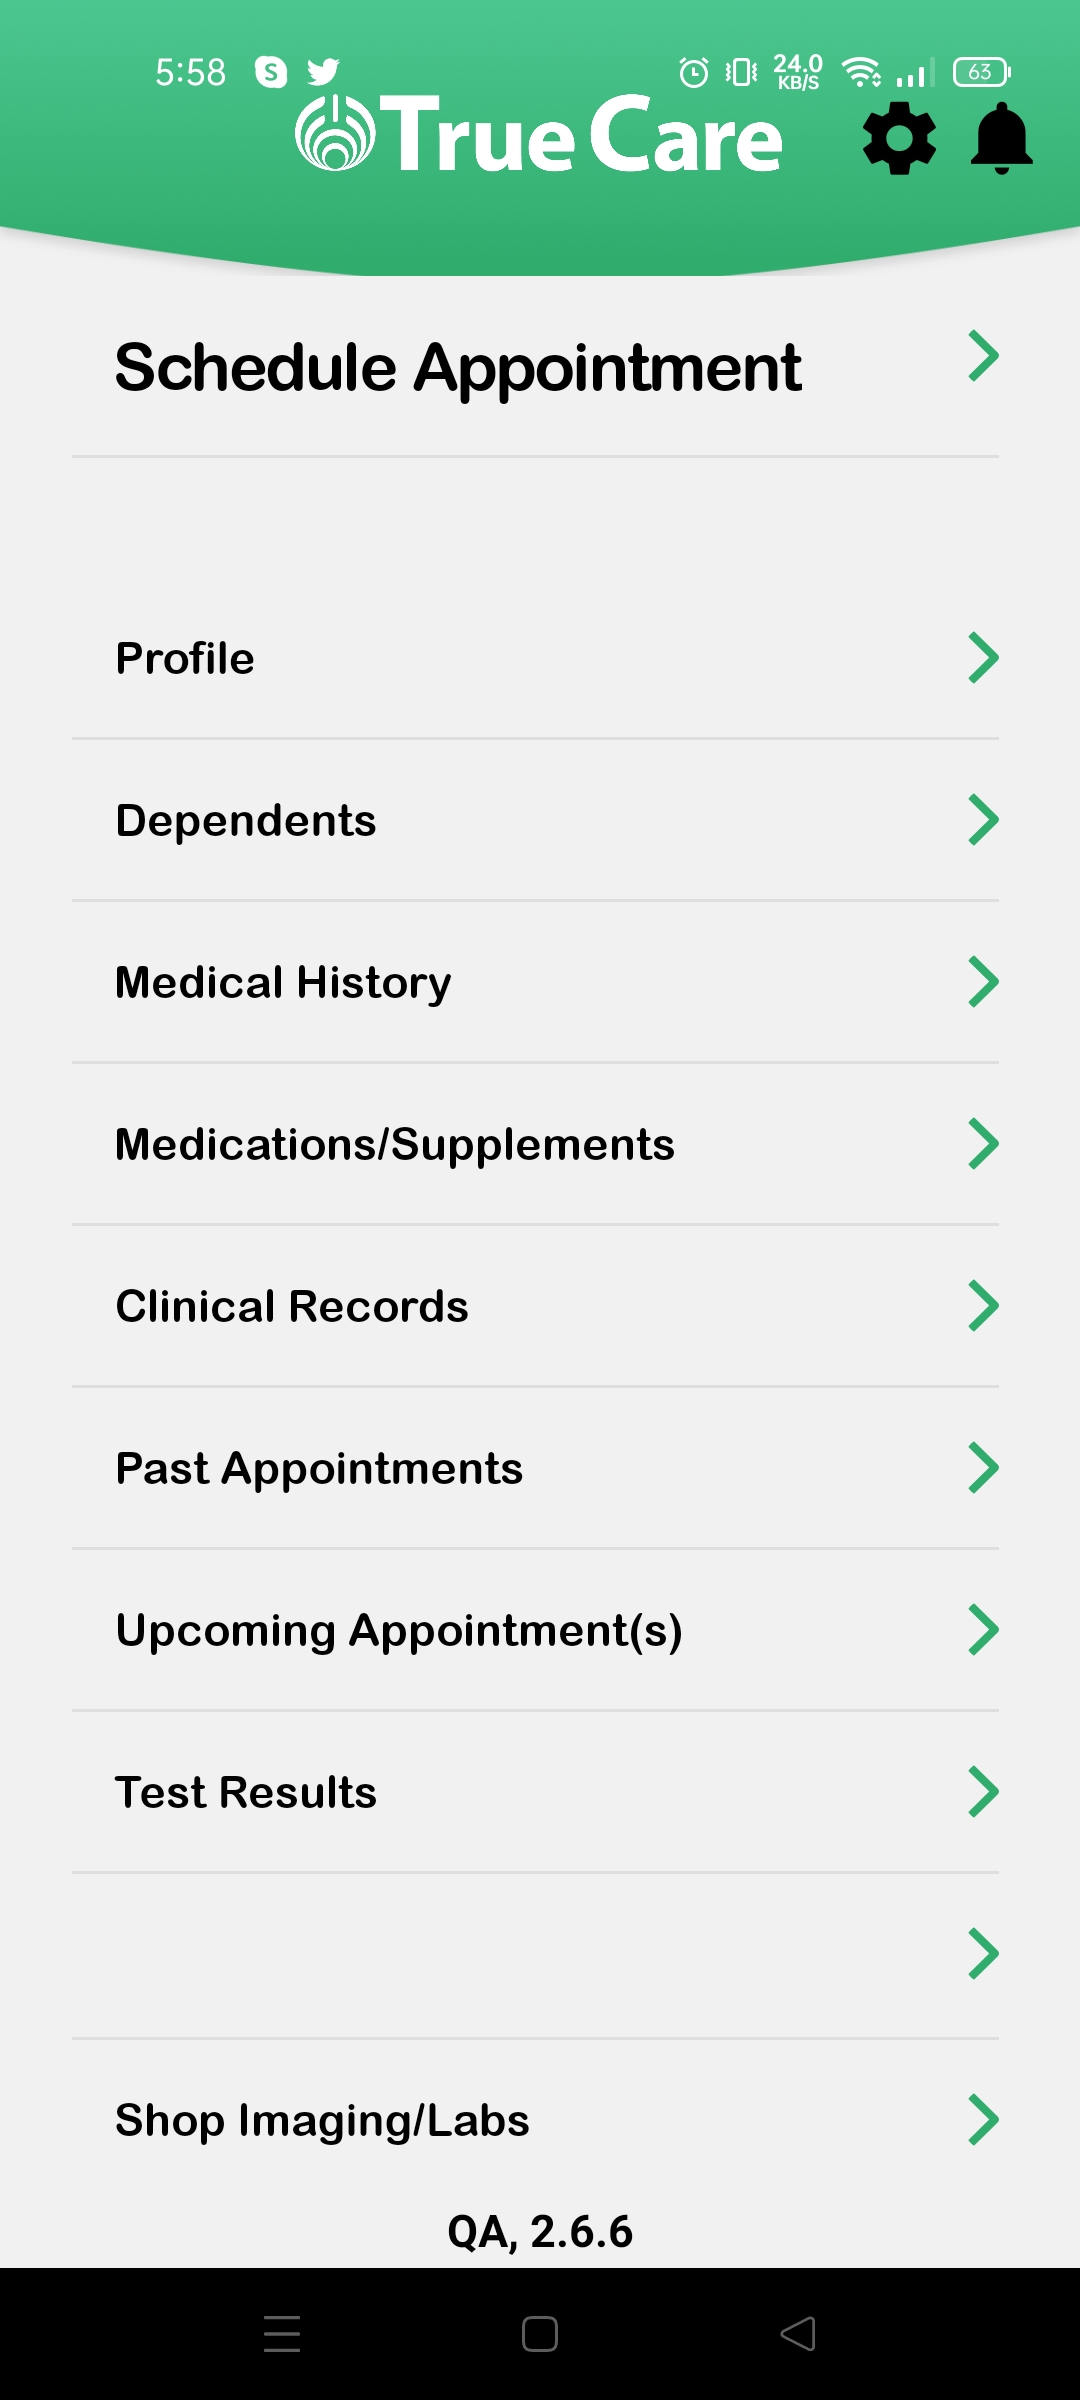 5:58
24.0
KB/S
63
True Care
Schedule Appointment
Profile
Dependents
Medical History
Medications/Supplements
Clinical Records
Past Appointments
Upcoming Appointment(s)
Test Results
Shop Imaging/Labs
QA, 2.6.6